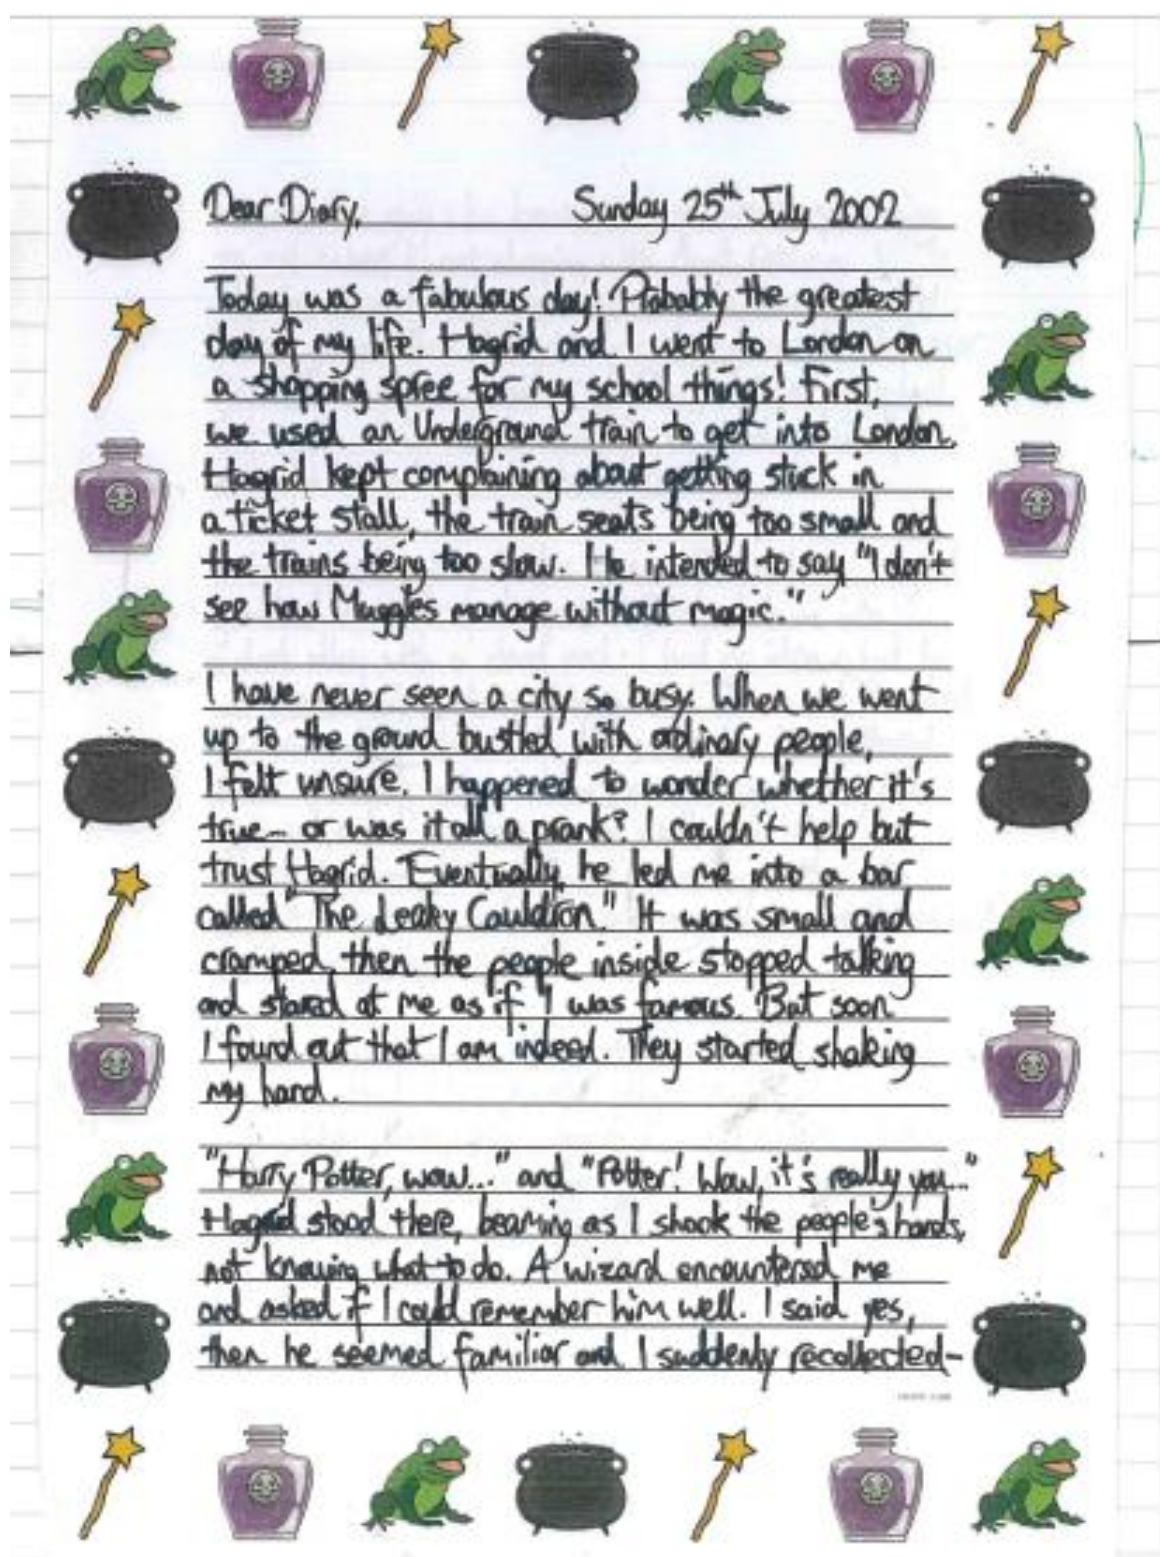 Dear Diary, Sunday 25th July 2002
Today was a fabulous day! Probably the greatest
day of my life. Hagrid and I went to London on
a shopping spree for my school things! First,
we used an Underground train to get into London.
Hagrid kept complaining about getting stuck in
a ticket stall, the train seats being too small and
the trains being too slow. He intended to say "I don't
see how Muggles manage without magic."
I have never seen a city so busy. When we went
up to the ground bustled with ordinary people,
I felt unsure. I happened to wonder whether it's
true - or was it all a prank? I couldn't help but
trust Hagrid. Eventually, he led me into a bar
called "The Leaky Cauldron." It was small and
cramped, then the people inside stopped talking
and stared at me as if I was famous. But soon
I found out that I am indeed. They started shaking
my hand.
"Harry Potter, wow..." and "Potter! Wow, it's really you..."
Hagrid stood there, beaming as I shook the people's hands,
not knowing what to do. A wizard encountered me
and asked if I could remember him well. I said yes,
then he seemed familiar and I suddenly recollected-